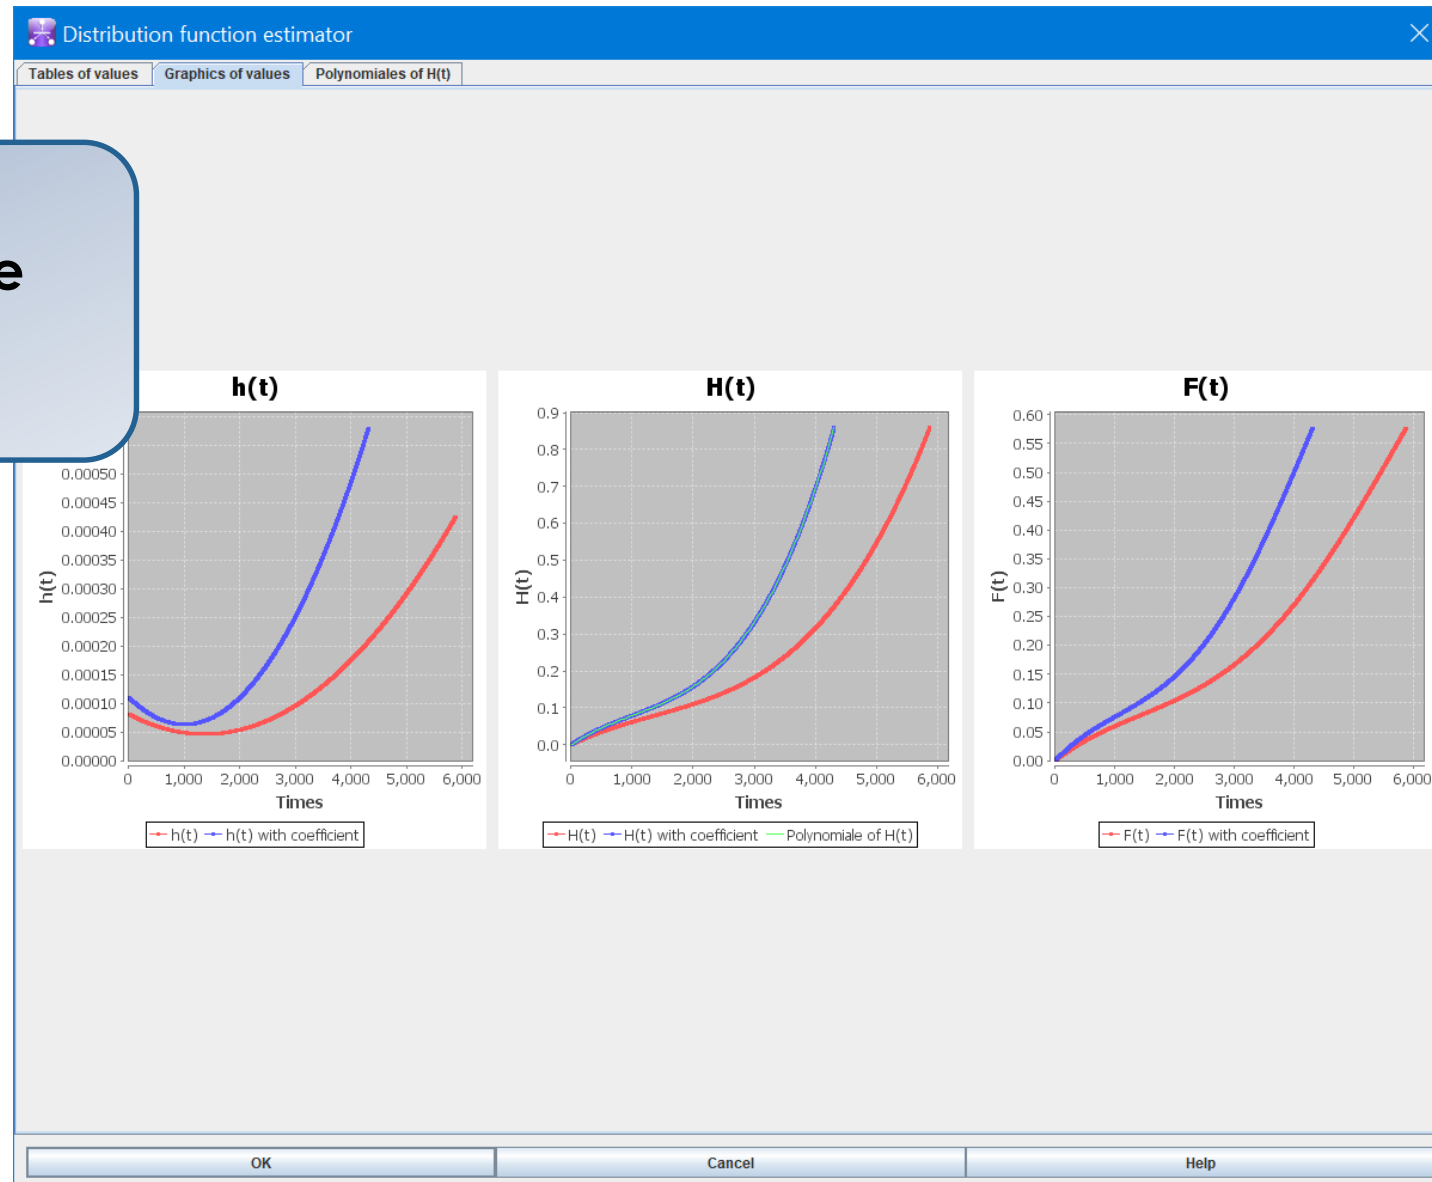 Distribution function estimator
Tables of values Graphics of values Polynomiales of H(t)
h(t)
0.00050
0.00045
0.00040
0.00035
0.00030
0.00025
0.00020
0.00015
0.00010
0.00005
0.00000
h(t)
0 1,000 2,000 3,000 4,000 5,000 6,000
Times
h(t) h(t) with coefficient
H(t)
0.9
0.8
0.7
0.6
0.5
0.4
0.3
0.2
0.1
0.0
H(t)
0 1,000 2,000 3,000 4,000 5,000 6,000
Times
H(t) H(t) with coefficient Polynomiale of H(t)
F(t)
0.60
0.55
0.50
0.45
0.40
0.35
0.30
0.25
0.20
0.15
0.10
0.05
0.00
F(t)
0 1,000 2,000 3,000 4,000 5,000 6,000
Times
F(t) F(t) with coefficient
OK Cancel Help